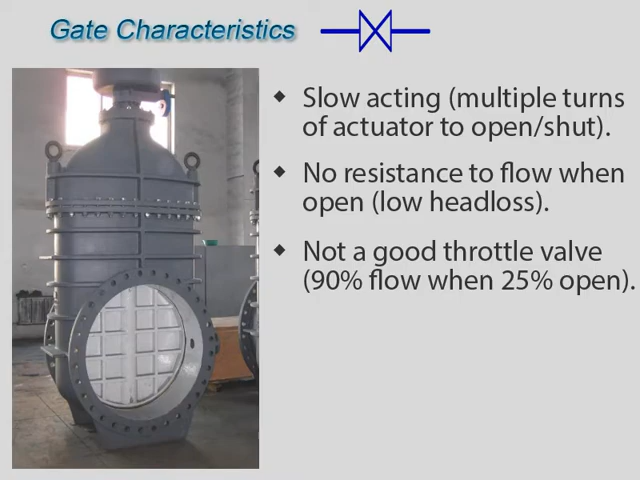 Gate Characteristics
◆ Slow acting (multiple turns
of actuator to open/shut).
◆ No resistance to flow when
open (low headloss).
◆ Not a good throttle valve
(90% flow when 25% open).